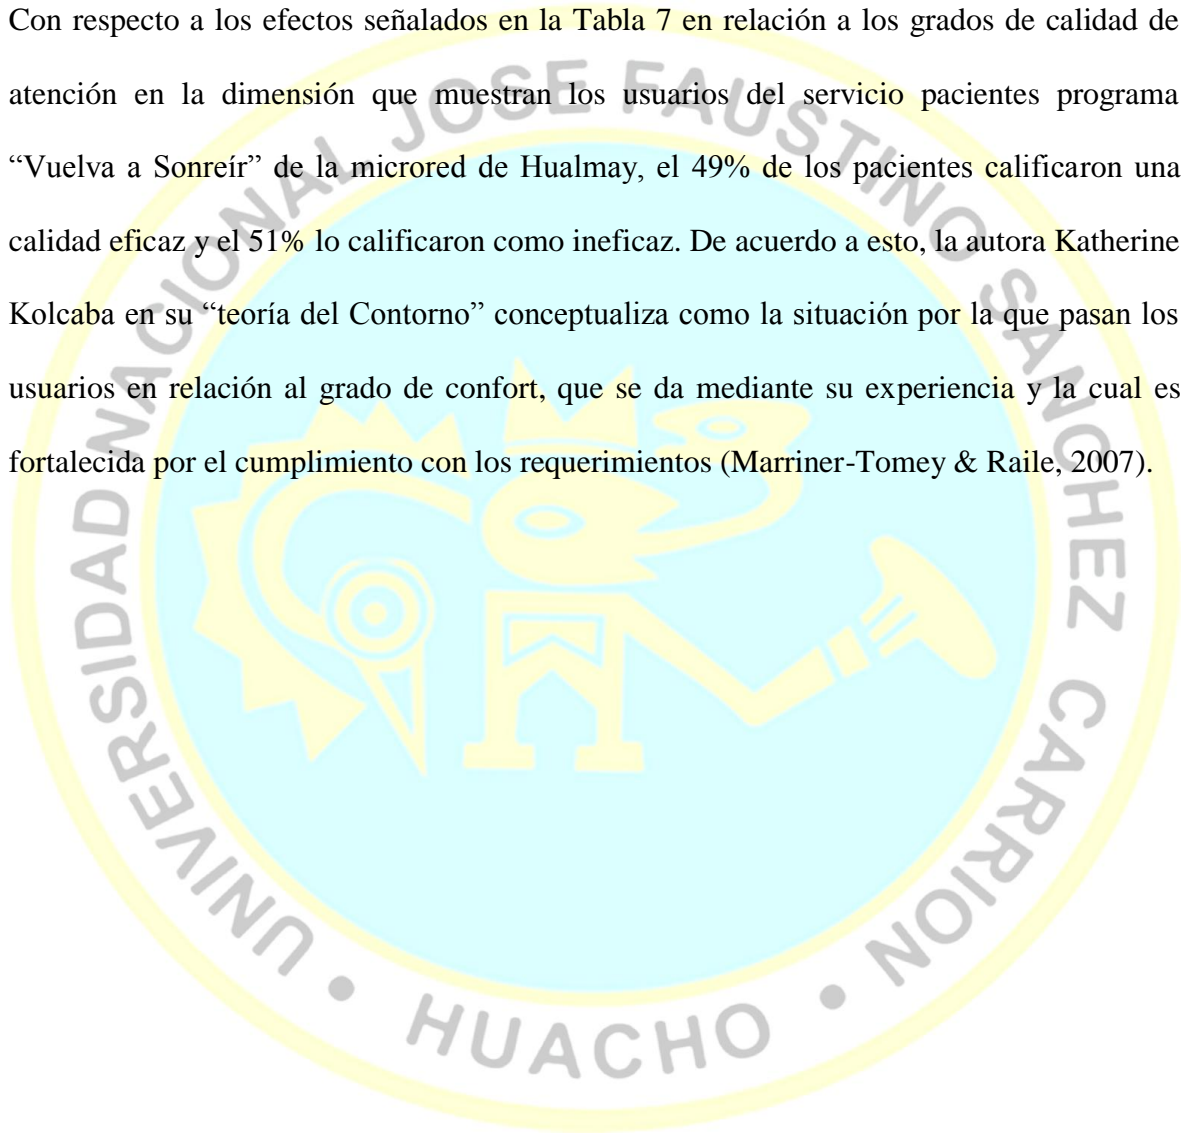 Con respecto a los efectos señalados en la Tabla 7 en relación a los grados de calidad de
atención en la dimensión que muestran los usuarios del servicio pacientes programa
“Vuelva a Sonreír” de la microred de Hualmay, el 49% de los pacientes calificaron una
calidad eficaz y el 51% lo calificaron como ineficaz. De acuerdo a esto, la autora Katherine
Kolcaba en su “teoría del Contorno” conceptualiza como la situación por la que pasan los
usuarios en relación al grado de confort, que se da mediante su experiencia y la cual es
fortalecida por el cumplimiento con los requerimientos (Marriner-Tomey & Raile, 2007).
UNIVERSIDAD NACIONAL JOSE FAUSTINO SANCHEZ CARRION
• HUACHO •